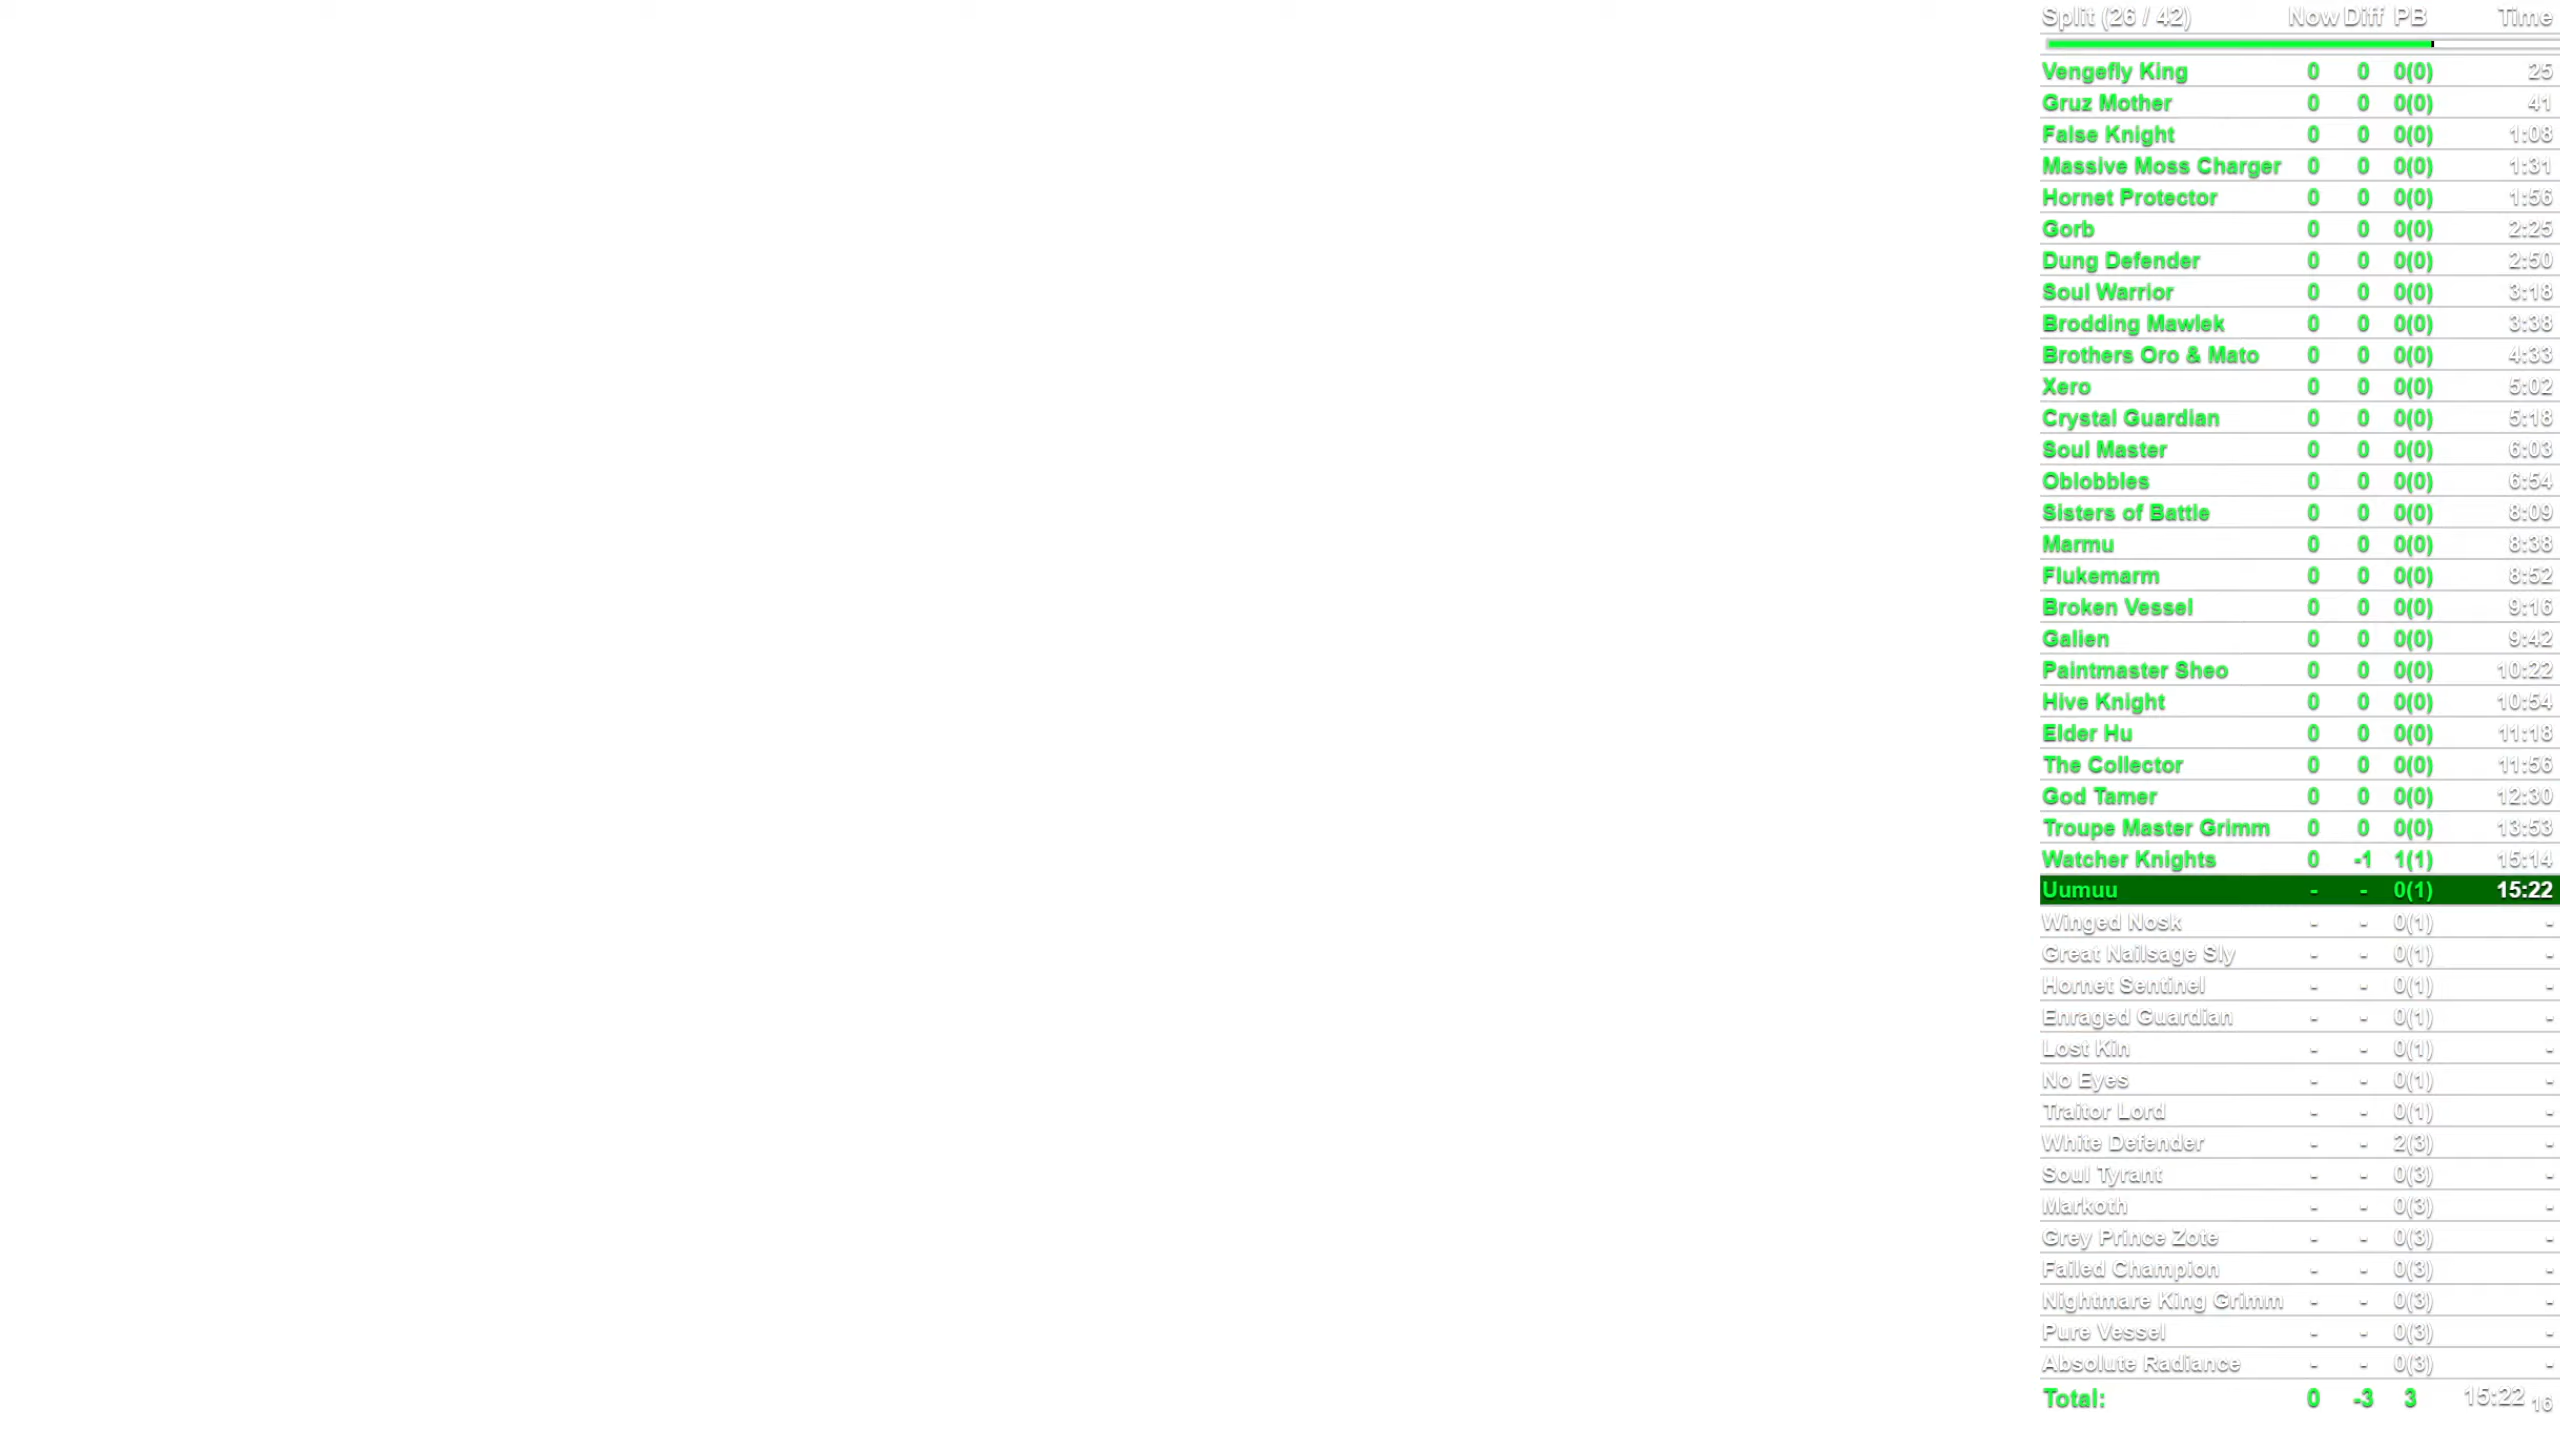 Split (26 / 42) Now Diff PB Time
Vengefly King 0 0 0(0) 25
Gruz Mother 0 0 0(0) 41
False Knight 0 0 0(0) 1:08
Massive Moss Charger 0 0 0(0) 1:31
Hornet Protector 0 0 0(0) 1:56
Gorb 0 0 0(0) 2:25
Dung Defender 0 0 0(0) 2:50
Soul Warrior 0 0 0(0) 3:18
Brodding Mawlek 0 0 0(0) 3:38
Brothers Oro & Mato 0 0 0(0) 4:33
Xero 0 0 0(0) 5:02
Crystal Guardian 0 0 0(0) 5:18
Soul Master 0 0 0(0) 6:03
Oblobbles 0 0 0(0) 6:54
Sisters of Battle 0 0 0(0) 8:09
Marmu 0 0 0(0) 8:38
Flukemarm 0 0 0(0) 8:52
Broken Vessel 0 0 0(0) 9:16
Galien 0 0 0(0) 9:42
Paintmaster Sheo 0 0 0(0) 10:22
Hive Knight 0 0 0(0) 10:54
Elder Hu 0 0 0(0) 11:18
The Collector 0 0 0(0) 11:56
God Tamer 0 0 0(0) 12:30
Troupe Master Grimm 0 0 0(0) 13:53
Watcher Knights 0 -1 1(1) 15:14
Uumuu - - 0(1) 15:22
Winged Nosk - - 0(1) -
Great Nailsage Sly - - 0(1) -
Hornet Sentinel - - 0(1) -
Enraged Guardian - - 0(1) -
Lost Kin - - 0(1) -
No Eyes - - 0(1) -
Traitor Lord - - 0(1) -
White Defender - - 2(3) -
Soul Tyrant - - 0(3) -
Markoth - - 0(3) -
Grey Prince Zote - - 0(3) -
Failed Champion - - 0(3) -
Nightmare King Grimm - - 0(3) -
Pure Vessel - - 0(3) -
Absolute Radiance - - 0(3) -
Total: 0 -3 3 15:22 16